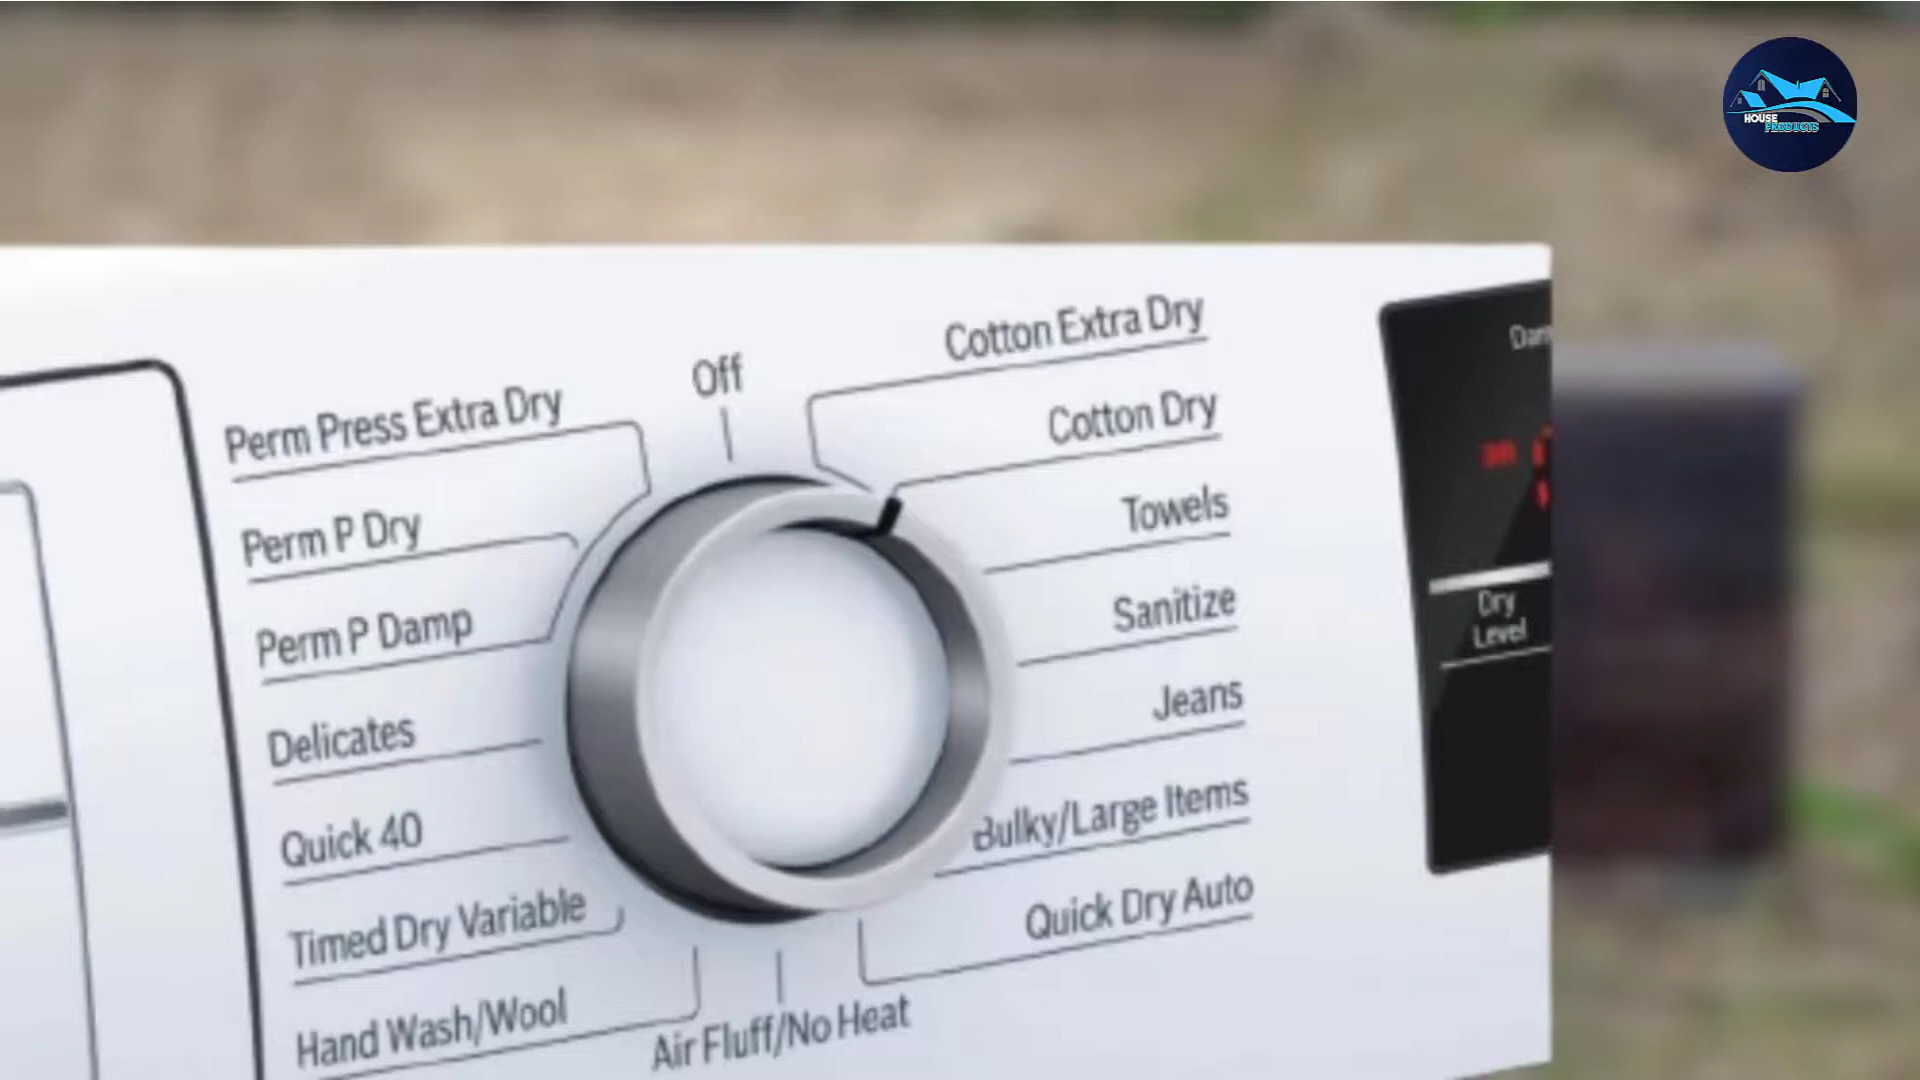 HOUSE
PRODUCTS
Off
Cotton Extra Dry
Cotton Dry
Towels
Sanitize
Jeans
Bulky/Large Items
Quick Dry Auto
Air Fluff/No Heat
Perm Press Extra Dry
Perm P Dry
Perm P Damp
Delicates
Quick 40
Timed Dry Variable
Hand Wash/Wool
Dry
Level